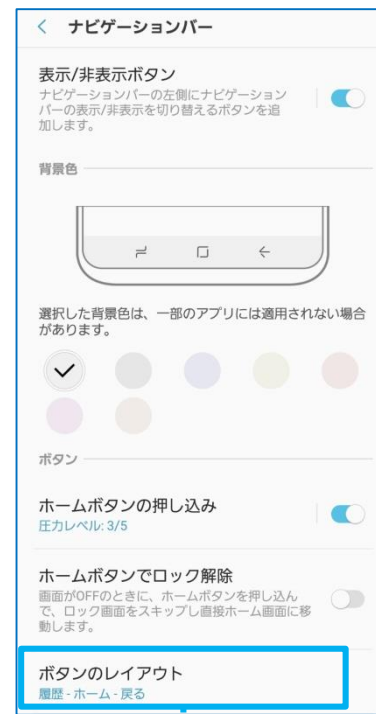 ナビゲーションバー
表示/非表示ボタン
ナビゲーションバーの左側にナビゲーション
バーの表示/非表示を切り替えるボタンを追
加します。
背景色
選択した背景色は、一部のアプリには適用されない場合
があります。
ボタン
ホームボタンの押し込み
圧力レベル: 3/5
ホームボタンでロック解除
画面がOFFのときに、ホームボタンを押し込ん
で、ロック画面をスキップし直接ホーム画面に移
動します。
ボタンのレイアウト
履歴 - ホーム - 戻る